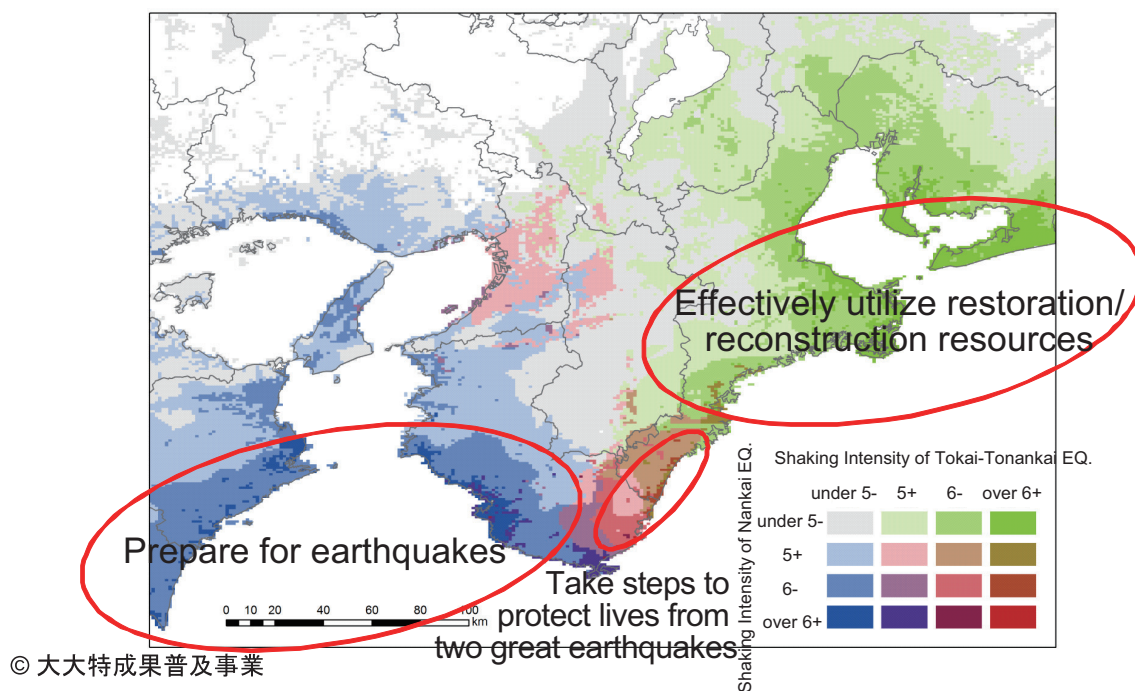 Effectively utilize restoration/
reconstruction resources
Prepare for earthquakes
Take steps to
protect lives from
two great earthquakes
0 10 20 40 60 80 100
km
Shaking Intensity of Tokai-Tonankai EQ.
under 5- 5+ 6- over 6+
Shaking Intensity of Nankai EQ.
under 5-
5+
6-
over 6+
© 大大特成果普及事業